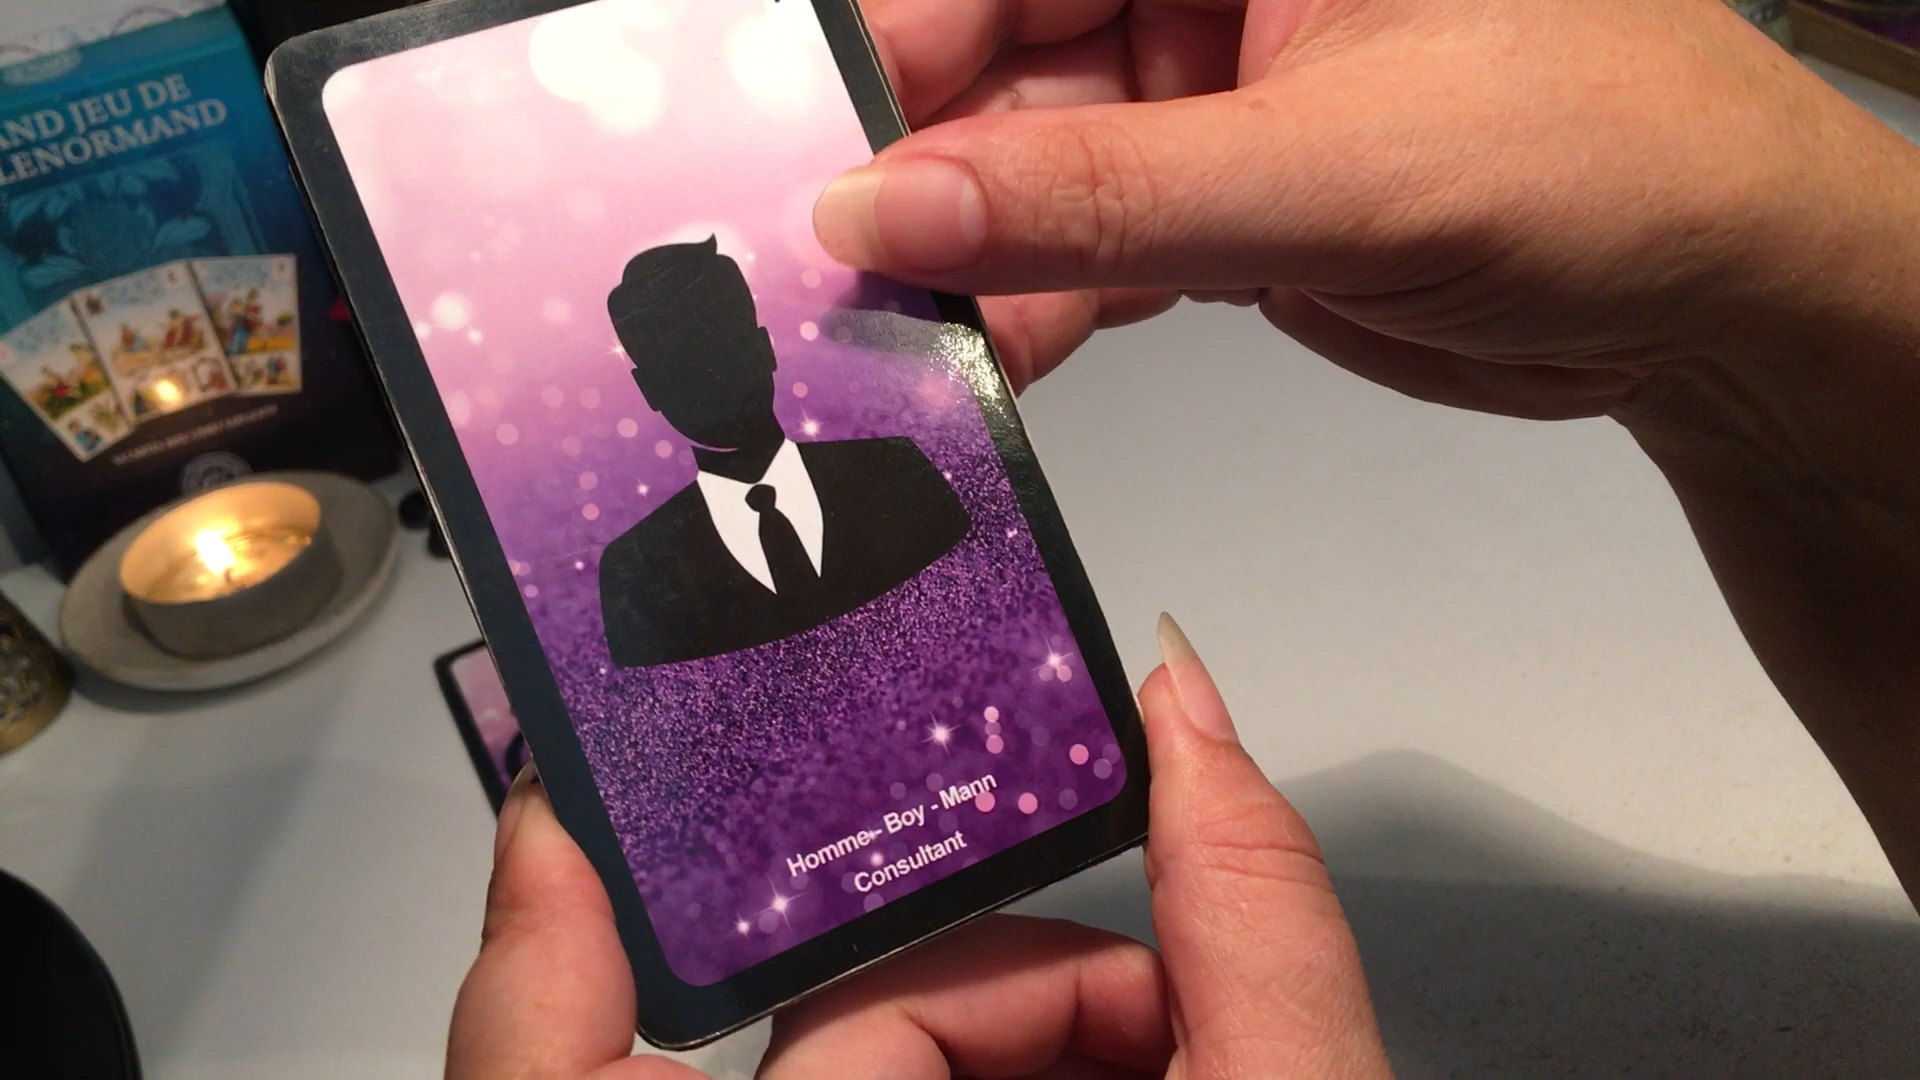 AND JEU DE
LENORMAND
Homme - Boy - Mann
Consultant